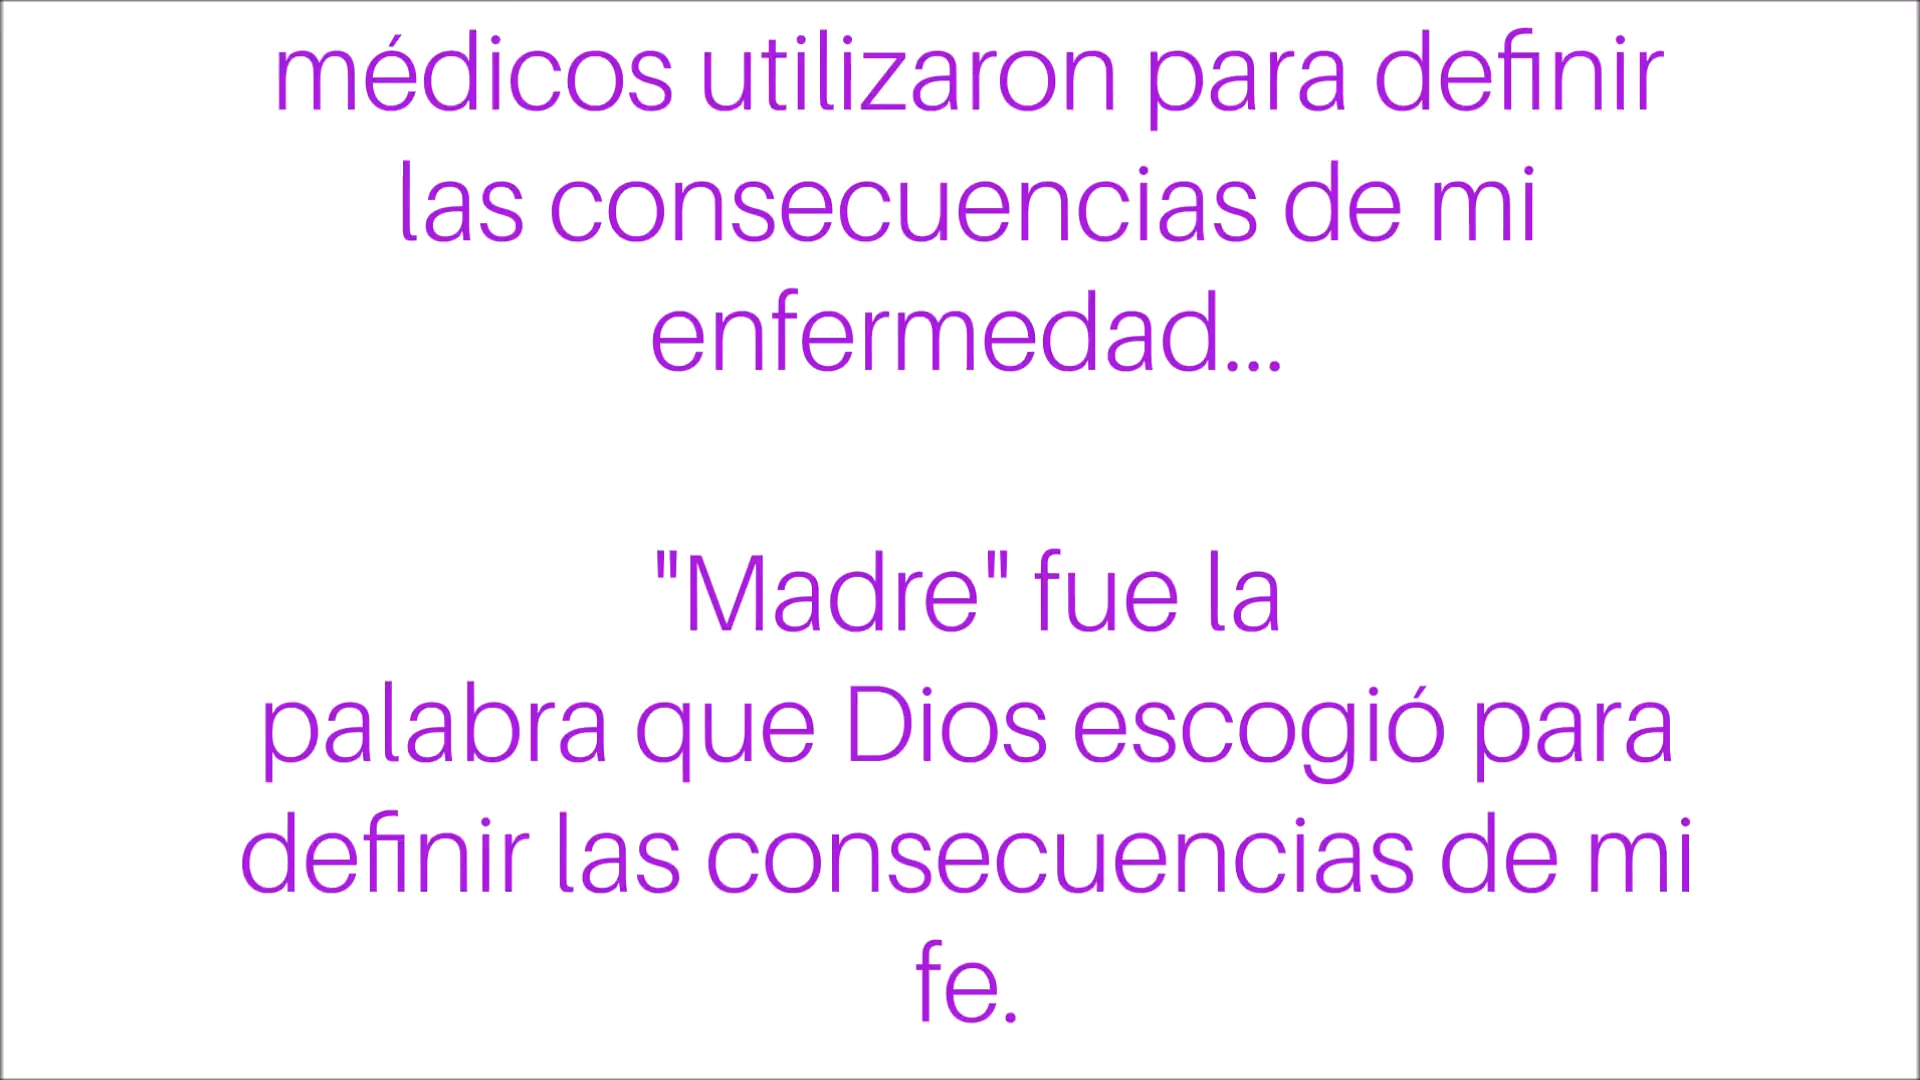 médicos utilizaron para definir
las consecuencias de mi
enfermedad...
"Madre" fue la
palabra que Dios escogió para
definir las consecuencias de mi
fe.